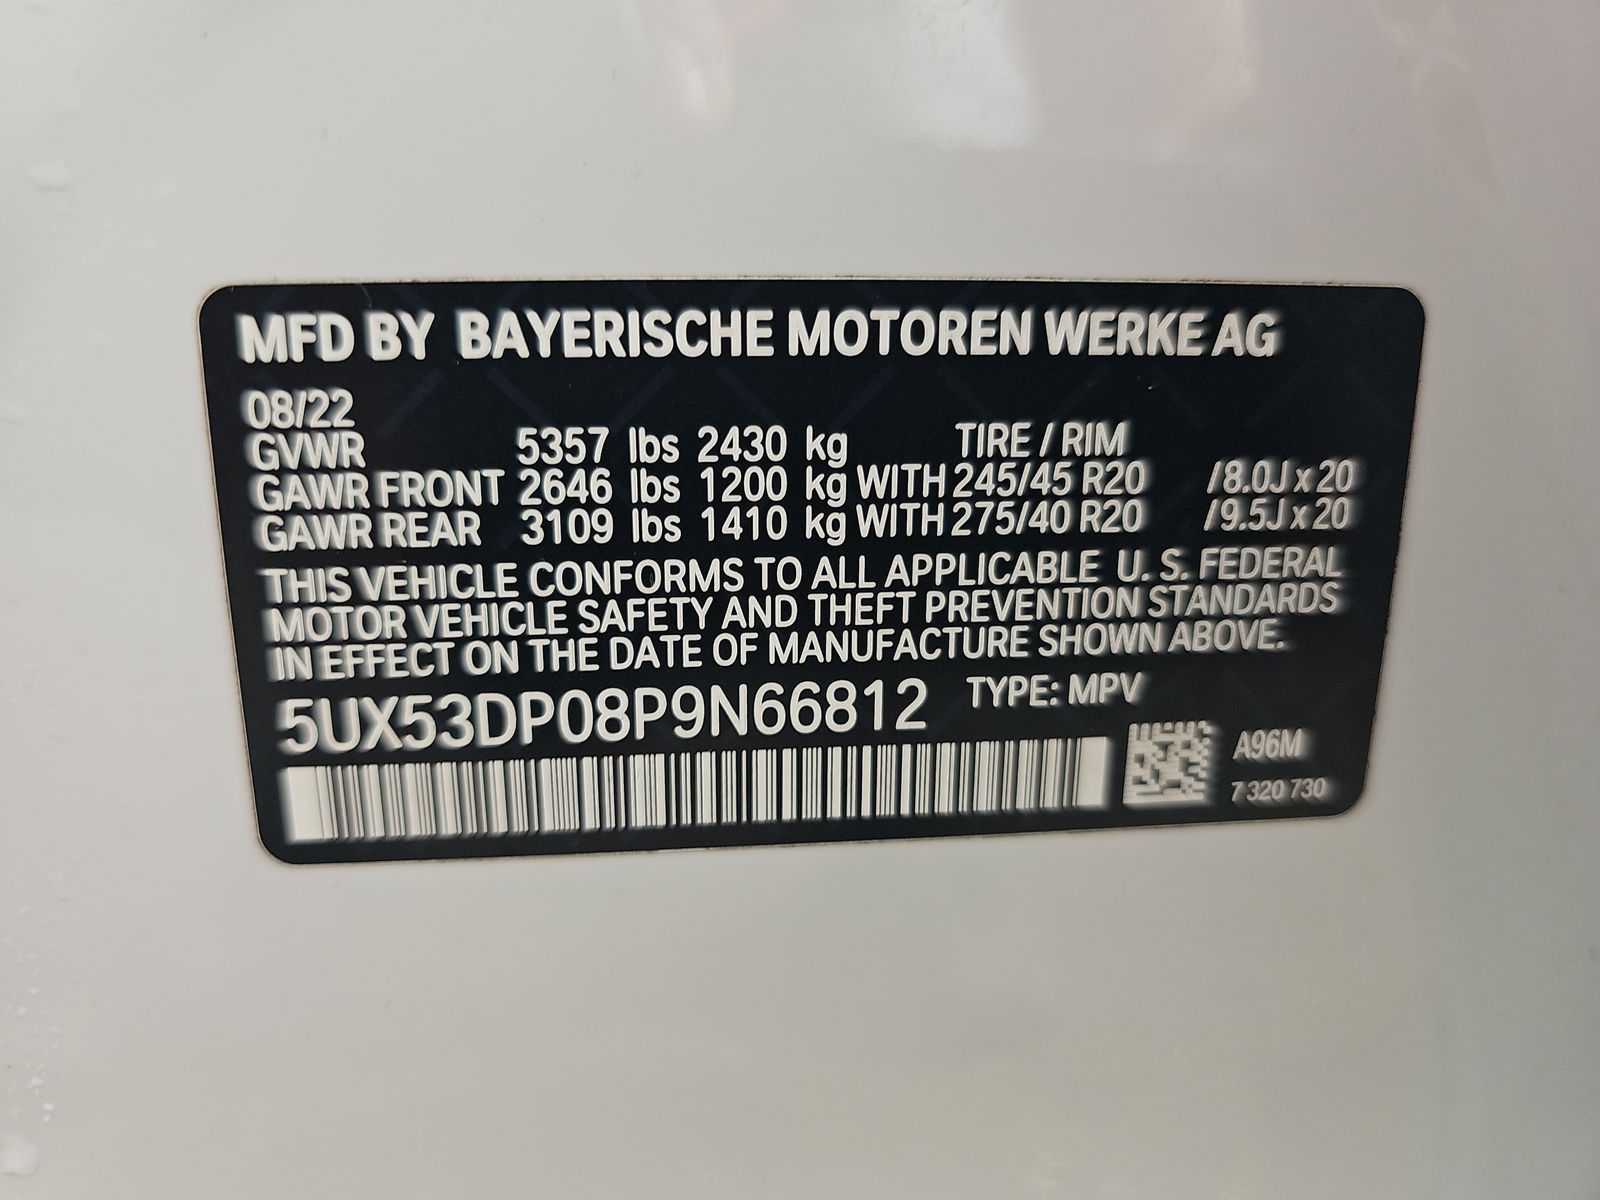 MFD BY BAYERISCHE MOTOREN WERKE AG
08/22
GVWR 5357 lbs 2430 kg TIRE / RIM
GAWR FRONT 2646 lbs 1200 kg WITH 245/45 R20 /8.0J x 20
GAWR REAR 3109 lbs 1410 kg WITH 275/40 R20 /9.5J x 20
THIS VEHICLE CONFORMS TO ALL APPLICABLE U. S. FEDERAL
MOTOR VEHICLE SAFETY AND THEFT PREVENTION STANDARDS
IN EFFECT ON THE DATE OF MANUFACTURE SHOWN ABOVE.
5UX53DP08P9N66812 TYPE: MPV
A96M
7 320 730